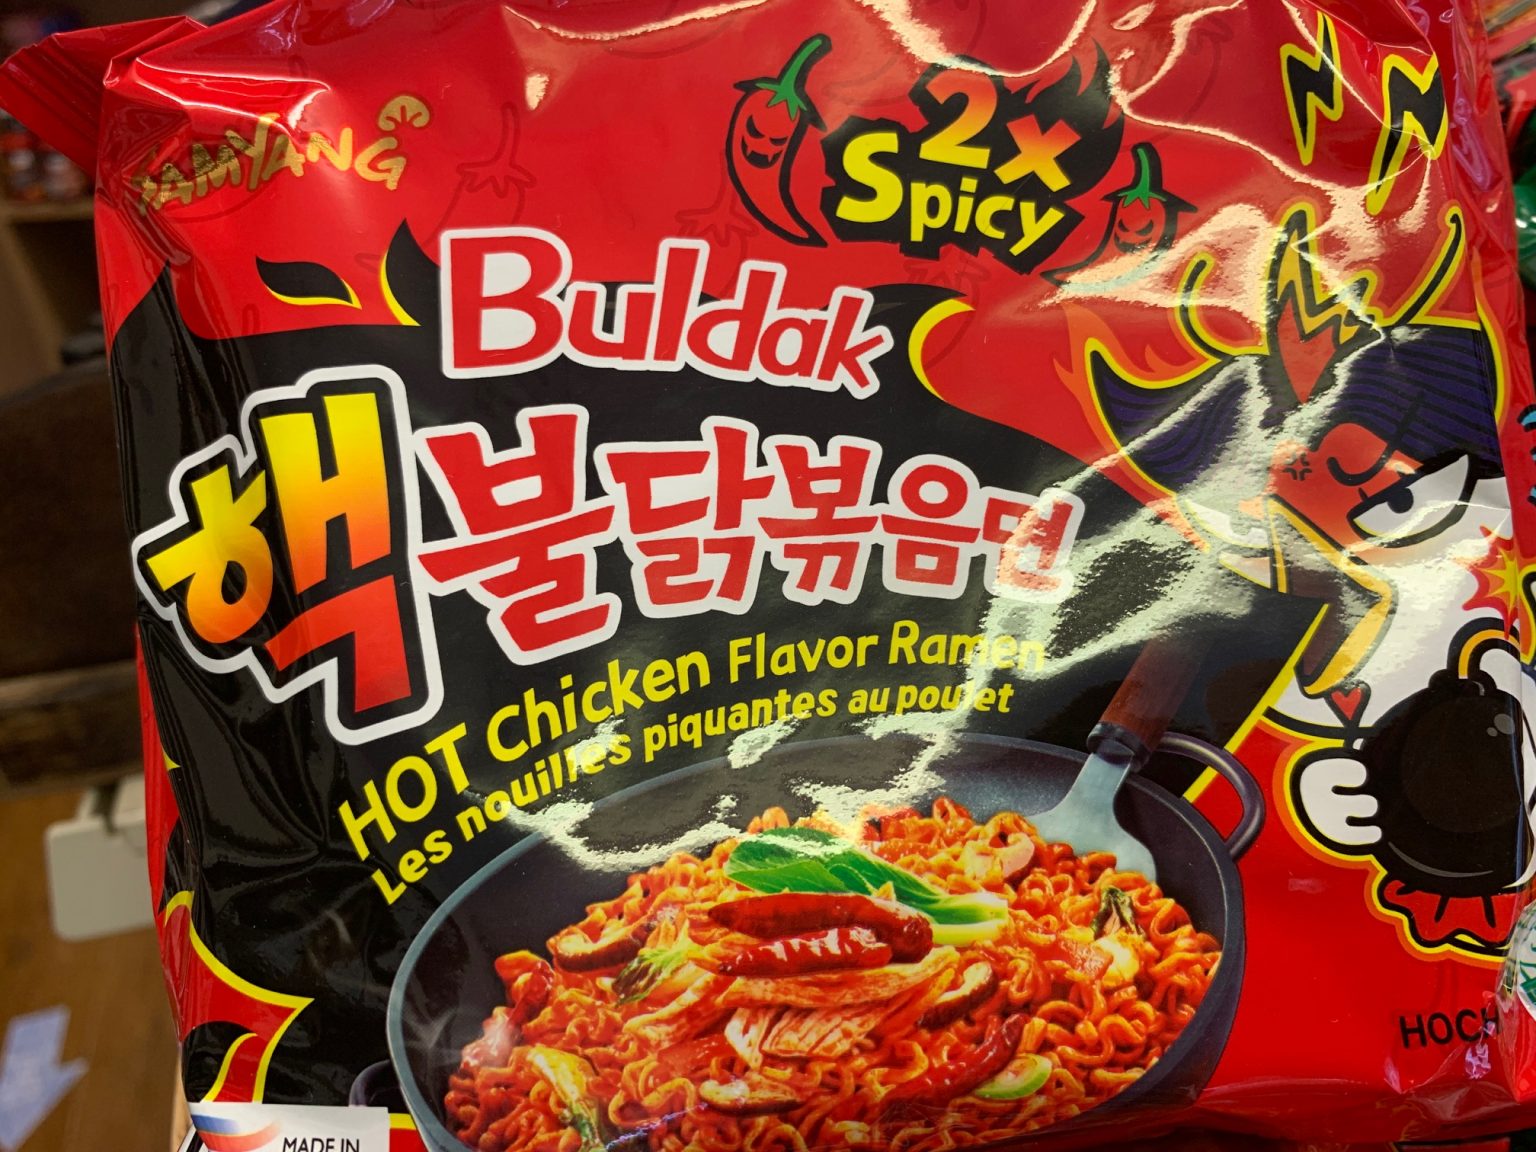 SAMYANG
2x
Spicy
Buldak
핵불닭볶음면
HOT Chicken Flavor Ramen
Les nouilles piquantes au poulet
HOCHI
MADE IN